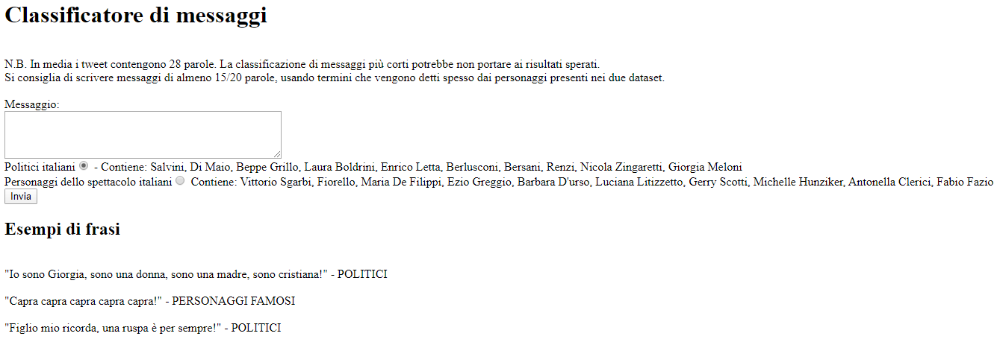 Classificatore di messaggi
N.B. In media i tweet contengono 28 parole. La classificazione di messaggi più corti potrebbe non portare ai risultati sperati.
Si consiglia di scrivere messaggi di almeno 15/20 parole, usando termini che vengono detti spesso dai personaggi presenti nei due dataset.
Messaggio:
Politici italiani - Contiene: Salvini, Di Maio, Beppe Grillo, Laura Boldrini, Enrico Letta, Berlusconi, Bersani, Renzi, Nicola Zingaretti, Giorgia Meloni
Personaggi dello spettacolo italiani Contiene: Vittorio Sgarbi, Fiorello, Maria De Filippi, Ezio Greggio, Barbara D'urso, Luciana Litizzetto, Gerry Scotti, Michelle Hunziker, Antonella Clerici, Fabio Fazio
Invia
Esempi di frasi
"Io sono Giorgia, sono una donna, sono una madre, sono cristiana!" - POLITICI
"Capra capra capra capra capra!" - PERSONAGGI FAMOSI
"Figlio mio ricorda, una ruspa è per sempre!" - POLITICI